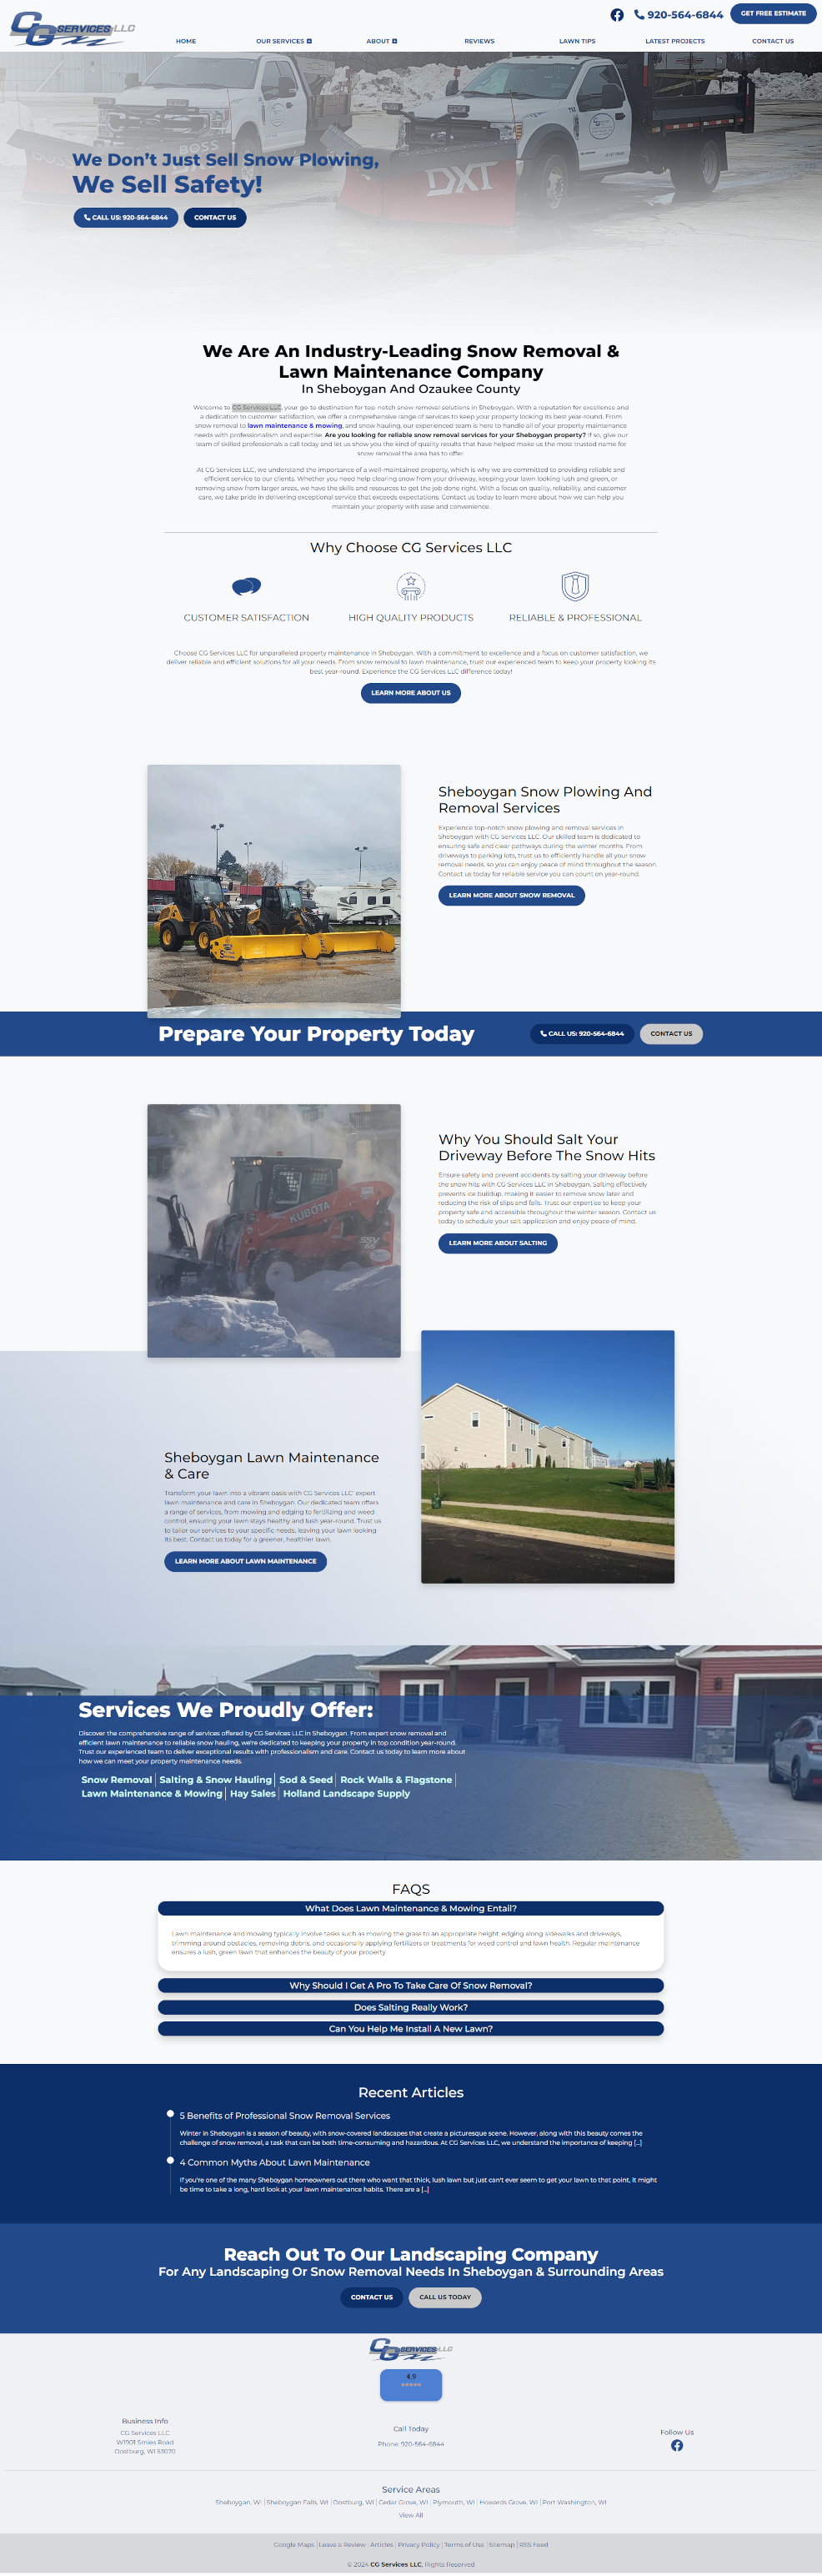 CG SERVICES LLC
920-564-6844
GET FREE ESTIMATE
HOME
OUR SERVICES
ABOUT
REVIEWS
LAWN TIPS
LATEST PROJECTS
CONTACT US
BOSS
DXT
We Don't Just Sell Snow Plowing,
We Sell Safety!
CALL US: 920-564-6844
CONTACT US
We Are An Industry-Leading Snow Removal &
Lawn Maintenance Company
In Sheboygan And Ozaukee County
Welcome to CG Services LLC, your go-to destination for top-notch snow removal solutions in Sheboygan. With a reputation for excellence and
a dedication to customer satisfaction, we offer a comprehensive range of services to keep your property looking its best year-round. From
snow removal to lawn maintenance & mowing, and snow hauling, our experienced team is here to handle all of your property maintenance
needs with professionalism and expertise. Are you looking for reliable snow removal services for your Sheboygan property? If so, give our
team of skilled professionals a call today and let us show you the kind of quality results that have helped make us the most trusted name for
snow removal the area has to offer.
At CG Services LLC, we understand the importance of a well-maintained property, which is why we are committed to providing reliable and
efficient service to our clients. Whether you need help clearing snow from your driveway, keeping your lawn looking lush and green, or
removing snow from larger areas, we have the skills and resources to get the job done right. With a focus on quality, reliability, and customer
care, we take pride in delivering exceptional service that exceeds expectations. Contact us today to learn more about how we can help you
maintain your property with ease and convenience.
Why Choose CG Services LLC
CUSTOMER SATISFACTION
HIGH QUALITY PRODUCTS
RELIABLE & PROFESSIONAL
Choose CG Services LLC for unparalleled property maintenance in Sheboygan. With a commitment to excellence and a focus on customer satisfaction, we
deliver reliable and efficient solutions for all your needs. From snow removal to lawn maintenance, trust our experienced team to keep your property looking its
best year-round. Experience the CG Services LLC difference today!
LEARN MORE ABOUT US
Sheboygan Snow Plowing And
Removal Services
Experience top-notch snow plowing and removal services in
Sheboygan with CG Services LLC. Our skilled team is dedicated to
ensuring safe and clear pathways during the winter months. From
driveways to parking lots, trust us to efficiently handle all your snow
removal needs, so you can enjoy peace of mind throughout the season.
Contact us today for reliable service you can count on year-round.
LEARN MORE ABOUT SNOW REMOVAL
Prepare Your Property Today
CALL US: 920-564-6844
CONTACT US
KUBOTA
SSV
Why You Should Salt Your
Driveway Before The Snow Hits
Ensure safety and prevent accidents by salting your driveway before
the snow hits with CG Services LLC in Sheboygan. Salting effectively
prevents ice buildup, making it easier to remove snow later and
reducing the risk of slips and falls. Trust our expertise to keep your
property safe and accessible throughout the winter season. Contact us
today to schedule your salt application and enjoy peace of mind.
LEARN MORE ABOUT SALTING
Sheboygan Lawn Maintenance
& Care
Transform your lawn into a vibrant oasis with CG Services LLC' expert
lawn maintenance and care in Sheboygan. Our dedicated team offers
a range of services, from mowing and edging to fertilizing and weed
control, ensuring your lawn stays healthy and lush year-round. Trust us
to tailor our services to your specific needs, leaving your lawn looking
its best. Contact us today for a greener, healthier lawn.
LEARN MORE ABOUT LAWN MAINTENANCE
Services We Proudly Offer:
Discover the comprehensive range of services offered by CG Services LLC in Sheboygan. From expert snow removal and
efficient lawn maintenance to reliable snow hauling, we're dedicated to keeping your property in top condition year-round.
Trust our experienced team to deliver exceptional results with professionalism and care. Contact us today to learn more about
how we can meet your property maintenance needs.
Snow Removal | Salting & Snow Hauling | Sod & Seed | Rock Walls & Flagstone |
Lawn Maintenance & Mowing | Hay Sales | Holland Landscape Supply
FAQS
What Does Lawn Maintenance & Mowing Entail?
Lawn maintenance and mowing typically involve tasks such as mowing the grass to an appropriate height, edging along sidewalks and driveways,
trimming around obstacles, removing debris, and occasionally applying fertilizers or treatments for weed control and lawn health. Regular maintenance
ensures a lush, green lawn that enhances the beauty of your property.
Why Should I Get A Pro To Take Care Of Snow Removal?
Does Salting Really Work?
Can You Help Me Install A New Lawn?
Recent Articles
5 Benefits of Professional Snow Removal Services
Winter in Sheboygan is a season of beauty, with snow-covered landscapes that create a picturesque scene. However, along with this beauty comes the
challenge of snow removal, a task that can be both time-consuming and hazardous. At CG Services LLC, we understand the importance of keeping [...]
4 Common Myths About Lawn Maintenance
If you're one of the many Sheboygan homeowners out there who want that thick, lush lawn but just can't ever seem to get your lawn to that point, it might
be time to take a long, hard look at your lawn maintenance habits. There are a [...]
Reach Out To Our Landscaping Company
For Any Landscaping Or Snow Removal Needs In Sheboygan & Surrounding Areas
CONTACT US
CALL US TODAY
CG SERVICES LLC
4.9
Business Info
CG Services LLC
W1901 Smies Road
Oostburg, WI 53070
Call Today
Phone: 920-564-6844
Follow Us
Service Areas
Sheboygan, WI | Sheboygan Falls, WI | Oostburg, WI | Cedar Grove, WI | Plymouth, WI | Howards Grove, WI | Port Washington, WI
View All
Google Maps | Leave a Review | Articles | Privacy Policy | Terms of Use | Sitemap | RSS Feed
© 2024 CG Services LLC, Rights Reserved